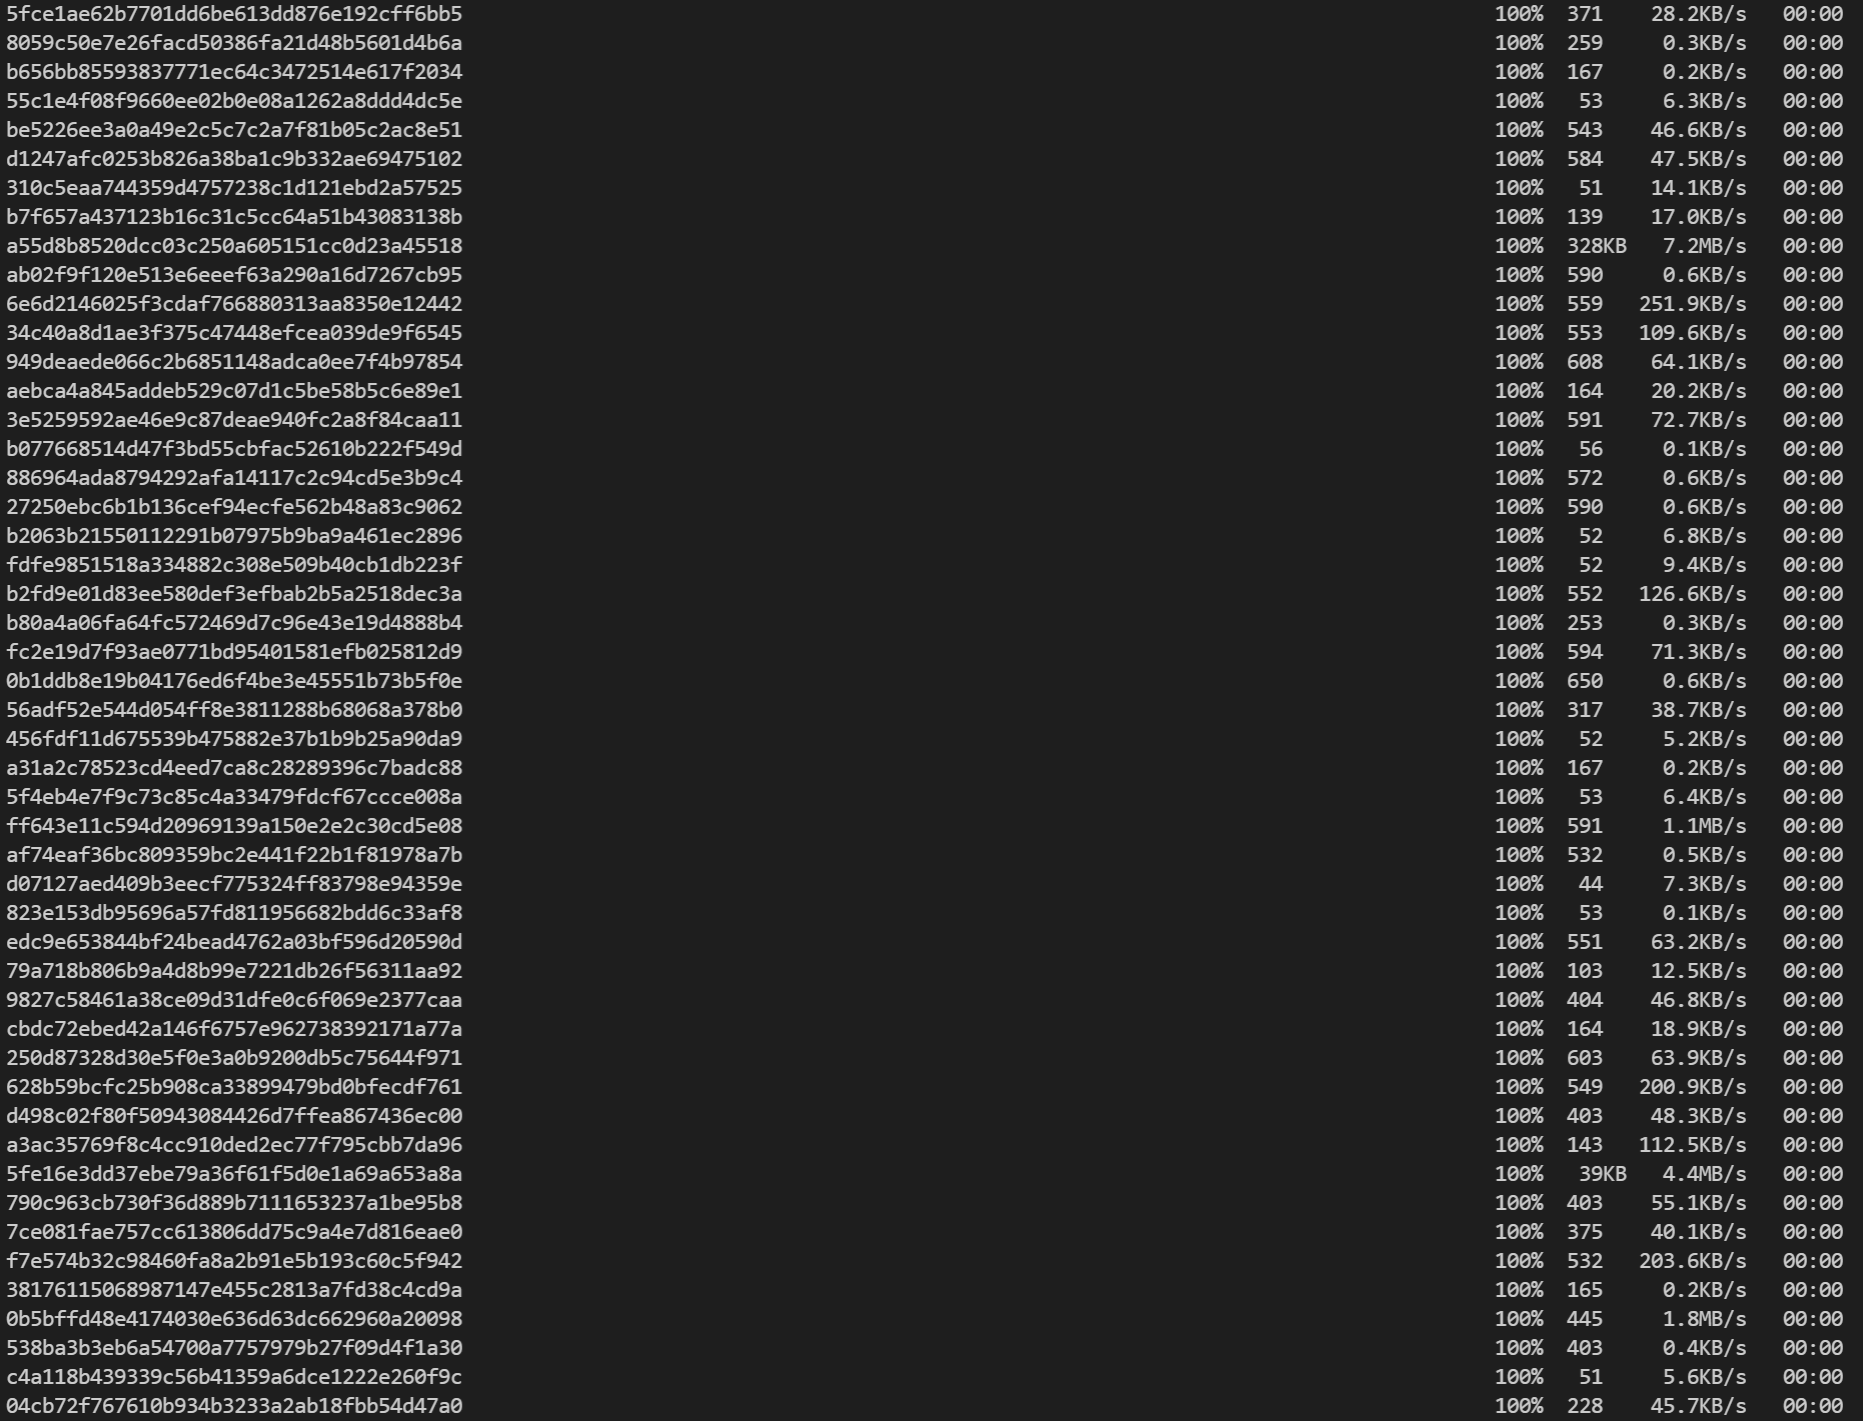 5fce1ae62b7701dd6be613dd876e192cff6bb5 100% 371 28.2KB/s 00:00
8059c50e7e26facd50386fa21d48b5601d4b6a 100% 259 0.3KB/s 00:00
b656bb85593837771ec64c3472514e617f2034 100% 167 0.2KB/s 00:00
55c1e4f08f9660ee02b0e08a1262a8ddd4dc5e 100% 53 6.3KB/s 00:00
be5226ee3a0a49e2c5c7c2a7f81b05c2ac8e51 100% 543 46.6KB/s 00:00
d1247afc0253b826a38ba1c9b332ae69475102 100% 584 47.5KB/s 00:00
310c5eaa744359d4757238c1d121ebd2a57525 100% 51 14.1KB/s 00:00
b7f657a437123b16c31c5cc64a51b43083138b 100% 139 17.0KB/s 00:00
a55d8b8520dcc03c250a605151cc0d23a45518 100% 328KB 7.2MB/s 00:00
ab02f9f120e513e6eeef63a290a16d7267cb95 100% 590 0.6KB/s 00:00
6e6d2146025f3cdaf766880313aa8350e12442 100% 559 251.9KB/s 00:00
34c40a8d1ae3f375c47448efcea039de9f6545 100% 553 109.6KB/s 00:00
949deaede066c2b6851148adca0ee7f4b97854 100% 608 64.1KB/s 00:00
aebca4a845addeb529c07d1c5be58b5c6e89e1 100% 164 20.2KB/s 00:00
3e5259592ae46e9c87deae940fc2a8f84caa11 100% 591 72.7KB/s 00:00
b077668514d47f3bd55cbfac52610b222f549d 100% 56 0.1KB/s 00:00
886964ada8794292afa14117c2c94cd5e3b9c4 100% 572 0.6KB/s 00:00
27250ebc6b1b136cef94ecfe562b48a83c9062 100% 590 0.6KB/s 00:00
b2063b21550112291b07975b9ba9a461ec2896 100% 52 6.8KB/s 00:00
fdfe9851518a334882c308e509b40cb1db223f 100% 52 9.4KB/s 00:00
b2fd9e01d83ee580def3efbab2b5a2518dec3a 100% 552 126.6KB/s 00:00
b80a4a06fa64fc572469d7c96e43e19d4888b4 100% 253 0.3KB/s 00:00
fc2e19d7f93ae0771bd95401581efb025812d9 100% 594 71.3KB/s 00:00
0b1ddb8e19b04176ed6f4be3e45551b73b5f0e 100% 650 0.6KB/s 00:00
56adf52e544d054ff8e3811288b68068a378b0 100% 317 38.7KB/s 00:00
456fdf11d675539b475882e37b1b9b25a90da9 100% 52 5.2KB/s 00:00
a31a2c78523cd4eed7ca8c28289396c7badc88 100% 167 0.2KB/s 00:00
5f4eb4e7f9c73c85c4a33479fdcf67ccce008a 100% 53 6.4KB/s 00:00
ff643e11c594d20969139a150e2e2c30cd5e08 100% 591 1.1MB/s 00:00
af74eaf36bc809359bc2e441f22b1f81978a7b 100% 532 0.5KB/s 00:00
d07127aed409b3eecf775324ff83798e94359e 100% 44 7.3KB/s 00:00
823e153db95696a57fd811956682bdd6c33af8 100% 53 0.1KB/s 00:00
edc9e653844bf24bead4762a03bf596d20590d 100% 551 63.2KB/s 00:00
79a718b806b9a4d8b99e7221db26f56311aa92 100% 103 12.5KB/s 00:00
9827c58461a38ce09d31dfe0c6f069e2377caa 100% 404 46.8KB/s 00:00
cbdc72ebed42a146f6757e962738392171a77a 100% 164 18.9KB/s 00:00
250d87328d30e5f0e3a0b9200db5c75644f971 100% 603 63.9KB/s 00:00
628b59bcfc25b908ca33899479bd0bfecdf761 100% 549 200.9KB/s 00:00
d498c02f80f50943084426d7ffea867436ec00 100% 403 48.3KB/s 00:00
a3ac35769f8c4cc910ded2ec77f795cbb7da96 100% 143 112.5KB/s 00:00
5fe16e3dd37ebe79a36f61f5d0e1a69a653a8a 100% 39KB 4.4MB/s 00:00
790c963cb730f36d889b7111653237a1be95b8 100% 403 55.1KB/s 00:00
7ce081fae757cc613806dd75c9a4e7d816eae0 100% 375 40.1KB/s 00:00
f7e574b32c98460fa8a2b91e5b193c60c5f942 100% 532 203.6KB/s 00:00
38176115068987147e455c2813a7fd38c4cd9a 100% 165 0.2KB/s 00:00
0b5bffd48e4174030e636d63dc662960a20098 100% 445 1.8MB/s 00:00
538ba3b3eb6a54700a7757979b27f09d4f1a30 100% 403 0.4KB/s 00:00
c4a118b439339c56b41359a6dce1222e260f9c 100% 51 5.6KB/s 00:00
04cb72f767610b934b3233a2ab18fbb54d47a0 100% 228 45.7KB/s 00:00